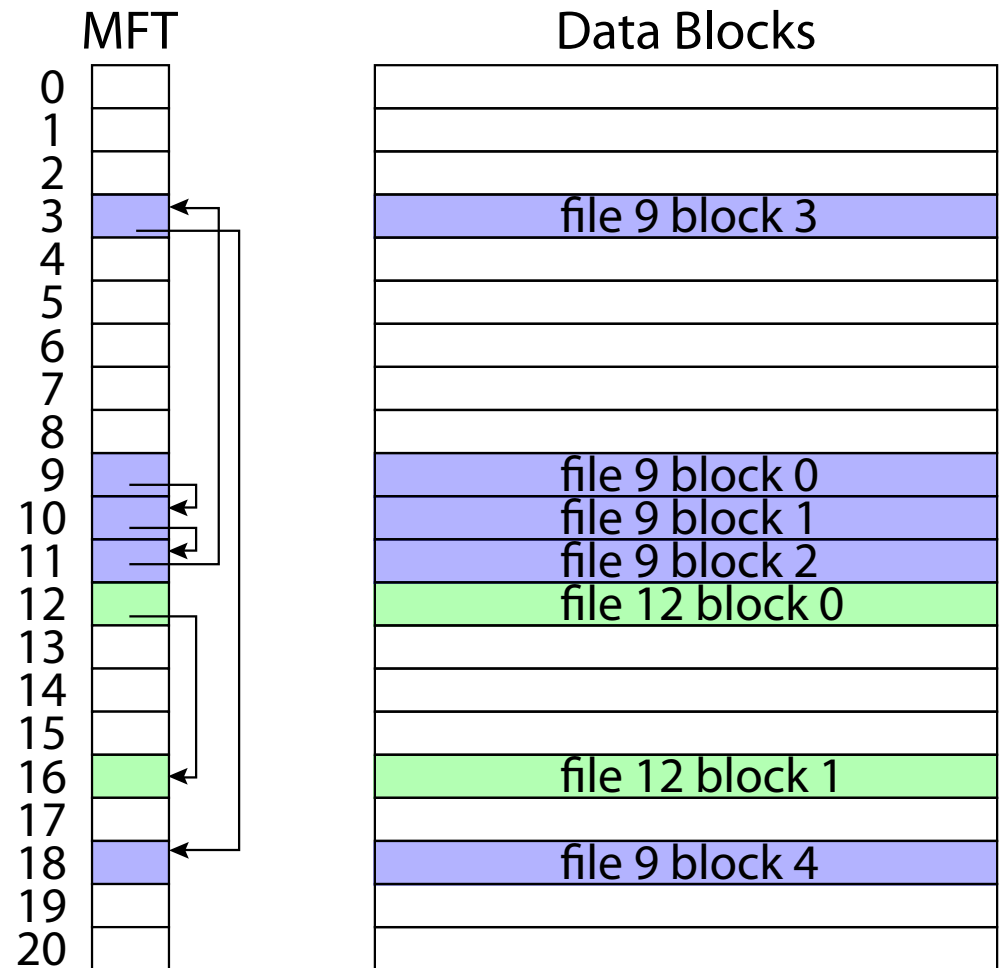 MFT Data Blocks
0
1
2
3 file 9 block 3
4
5
6
7
8
9 file 9 block 0
10 file 9 block 1
11 file 9 block 2
12 file 12 block 0
13
14
15
16 file 12 block 1
17
18 file 9 block 4
19
20